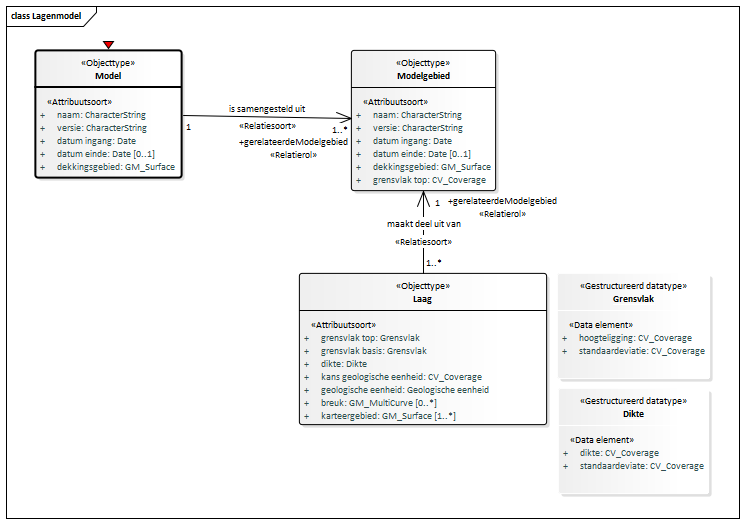 class Lagenmodel
«Objecttype»
Model
«Attribuutsoort»
+ naam: CharacterString
+ versie: CharacterString
+ datum ingang: Date
+ datum einde: Date [0..1]
+ dekkingsgebied: GM_Surface
is samengesteld uit
1
«Relatiesoort»
1..*
+gerelateerdeModelgebied
«Relatierol»
«Objecttype»
Modelgebied
«Attribuutsoort»
+ naam: CharacterString
+ versie: CharacterString
+ datum ingang: Date
+ datum einde: Date [0..1]
+ dekkingsgebied: GM_Surface
+ grensvlak top: CV_Coverage
1
+gerelateerdeModelgebied
«Relatierol»
maakt deel uit van
«Relatiesoort»
1..*
«Objecttype»
Laag
«Attribuutsoort»
+ grensvlak top: Grensvlak
+ grensvlak basis: Grensvlak
+ dikte: Dikte
+ kans geologische eenheid: CV_Coverage
+ geologische eenheid: Geologische eenheid
+ breuk: GM_MultiCurve [0..*]
+ karteergebied: GM_Surface [1..*]
«Gestructureerd datatype»
Grensvlak
«Data element»
+ hoogteligging: CV_Coverage
+ standaardeviatie: CV_Coverage
«Gestructureerd datatype»
Dikte
«Data element»
+ dikte: CV_Coverage
+ standaardeviate: CV_Coverage